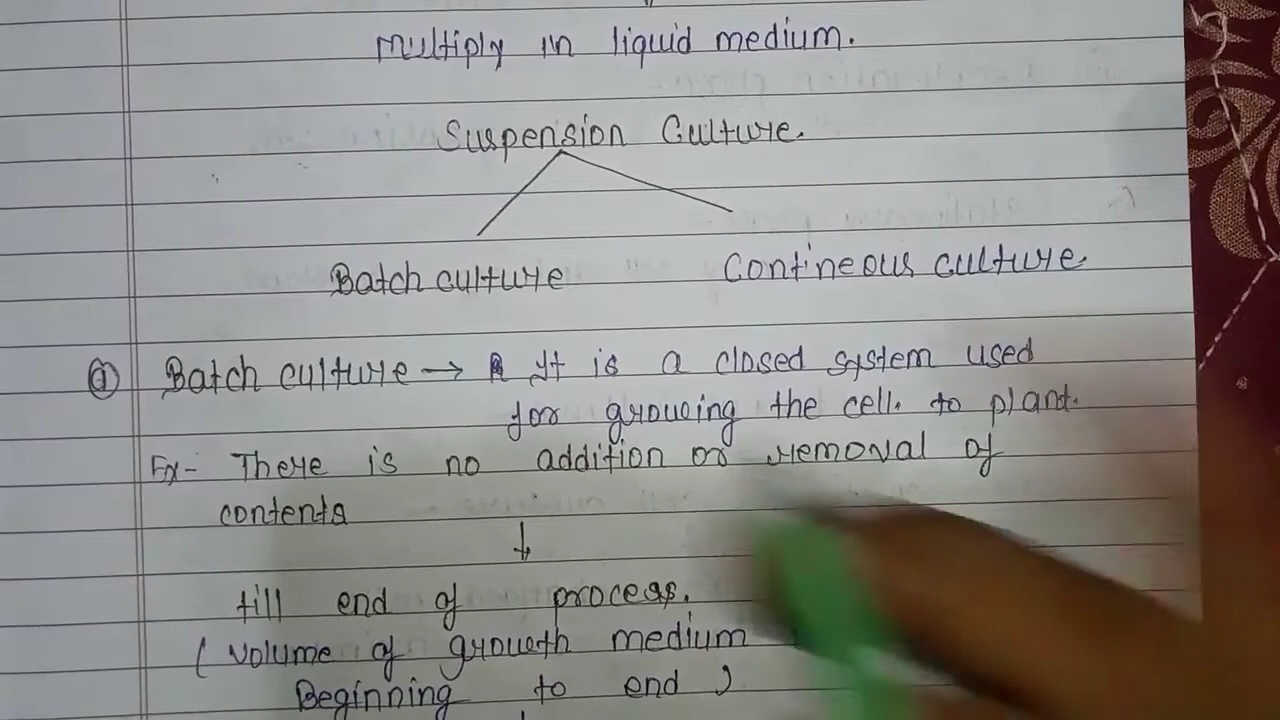 Multiply in liquid medium.
Suspension Culture.
Batch culture
Contineous culture
① Batch culture → It is a closed system used
for growing the cell. to plant.
Ex- There is no addition or removal of
contents
↓
till end of process.
( volume of growth medium
Beginning to end )